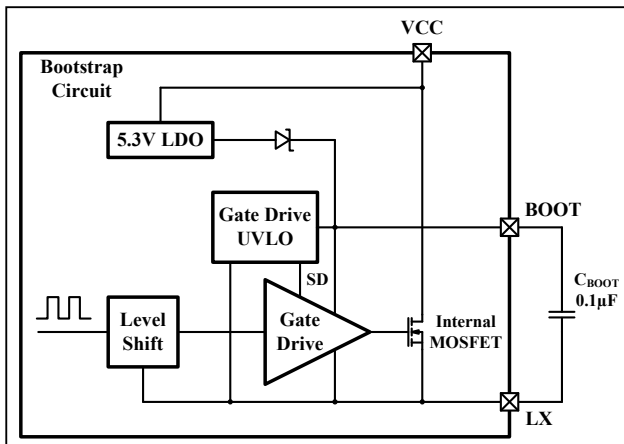 VCC
Bootstrap
Circuit
5.3V LDO
Gate Drive
UVLO
BOOT
SD
C_BOOT
0.1µF
Level
Shift
Gate
Drive
Internal
MOSFET
LX